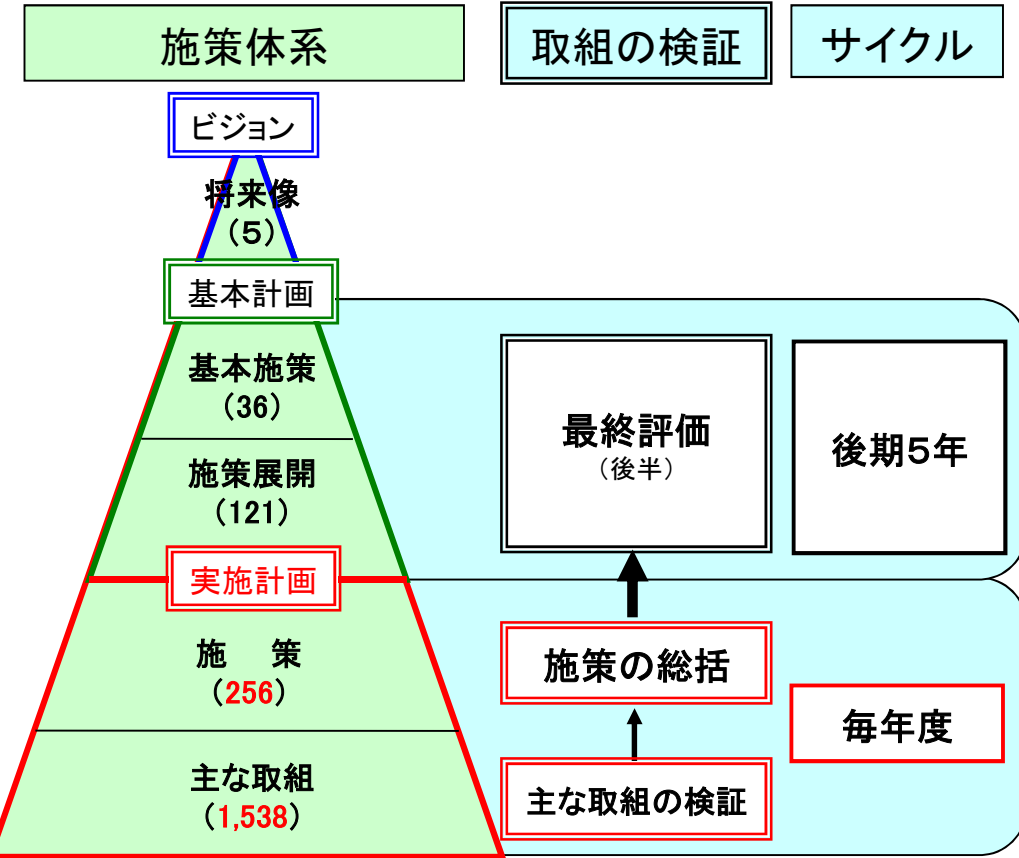 施策体系
取組の検証
サイクル
ビジョン
将来像
(5)
基本計画
基本施策
(36)
施策展開
(121)
最終評価
(後半)
後期5年
実施計画
施 策
(256)
主な取組
(1,538)
施策の総括
主な取組の検証
毎年度